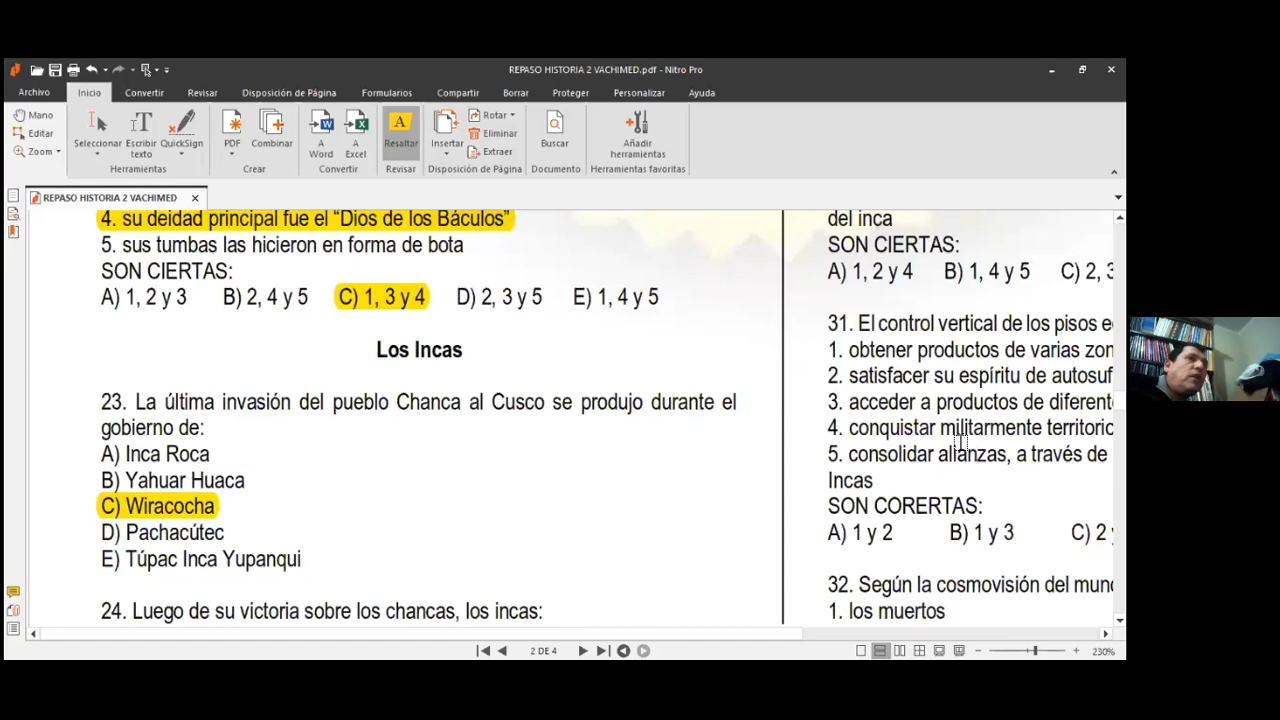 REPASO HISTORIA 2 VACHIMED.pdf - Nitro Pro
Archivo Inicio Convertir Revisar Disposición de Página Formularios Compartir Borrar Proteger Personalizar Ayuda
Mano
Editar
Zoom
Seleccionar
Escribir texto
QuickSign
Herramientas
PDF
Combinar
Crear
A Word
A Excel
Convertir
Resaltar
Revisar
Insertar
Rotar
Eliminar
Extraer
Disposición de Página
Buscar
Documento
Añadir herramientas
Herramientas favoritas
REPASO HISTORIA 2 VACHIMED
4. su deidad principal fue el “Dios de los Báculos”
5. sus tumbas las hicieron en forma de bota
SON CIERTAS:
A) 1, 2 y 3 B) 2, 4 y 5 C) 1, 3 y 4 D) 2, 3 y 5 E) 1, 4 y 5
Los Incas
23. La última invasión del pueblo Chanca al Cusco se produjo durante el
gobierno de:
A) Inca Roca
B) Yahuar Huaca
C) Wiracocha
D) Pachacútec
E) Túpac Inca Yupanqui
24. Luego de su victoria sobre los chancas, los incas:
del inca
SON CIERTAS:
A) 1, 2 y 4 B) 1, 4 y 5 C) 2, 3
31. El control vertical de los pisos e
1. obtener productos de varias zon
2. satisfacer su espíritu de autosuf
3. acceder a productos de diferent
4. conquistar militarmente territorio
5. consolidar alianzas, a través de
Incas
SON CORERTAS:
A) 1 y 2 B) 1 y 3 C) 2 y
32. Según la cosmovisión del mund
1. los muertos
2 DE 4
230%